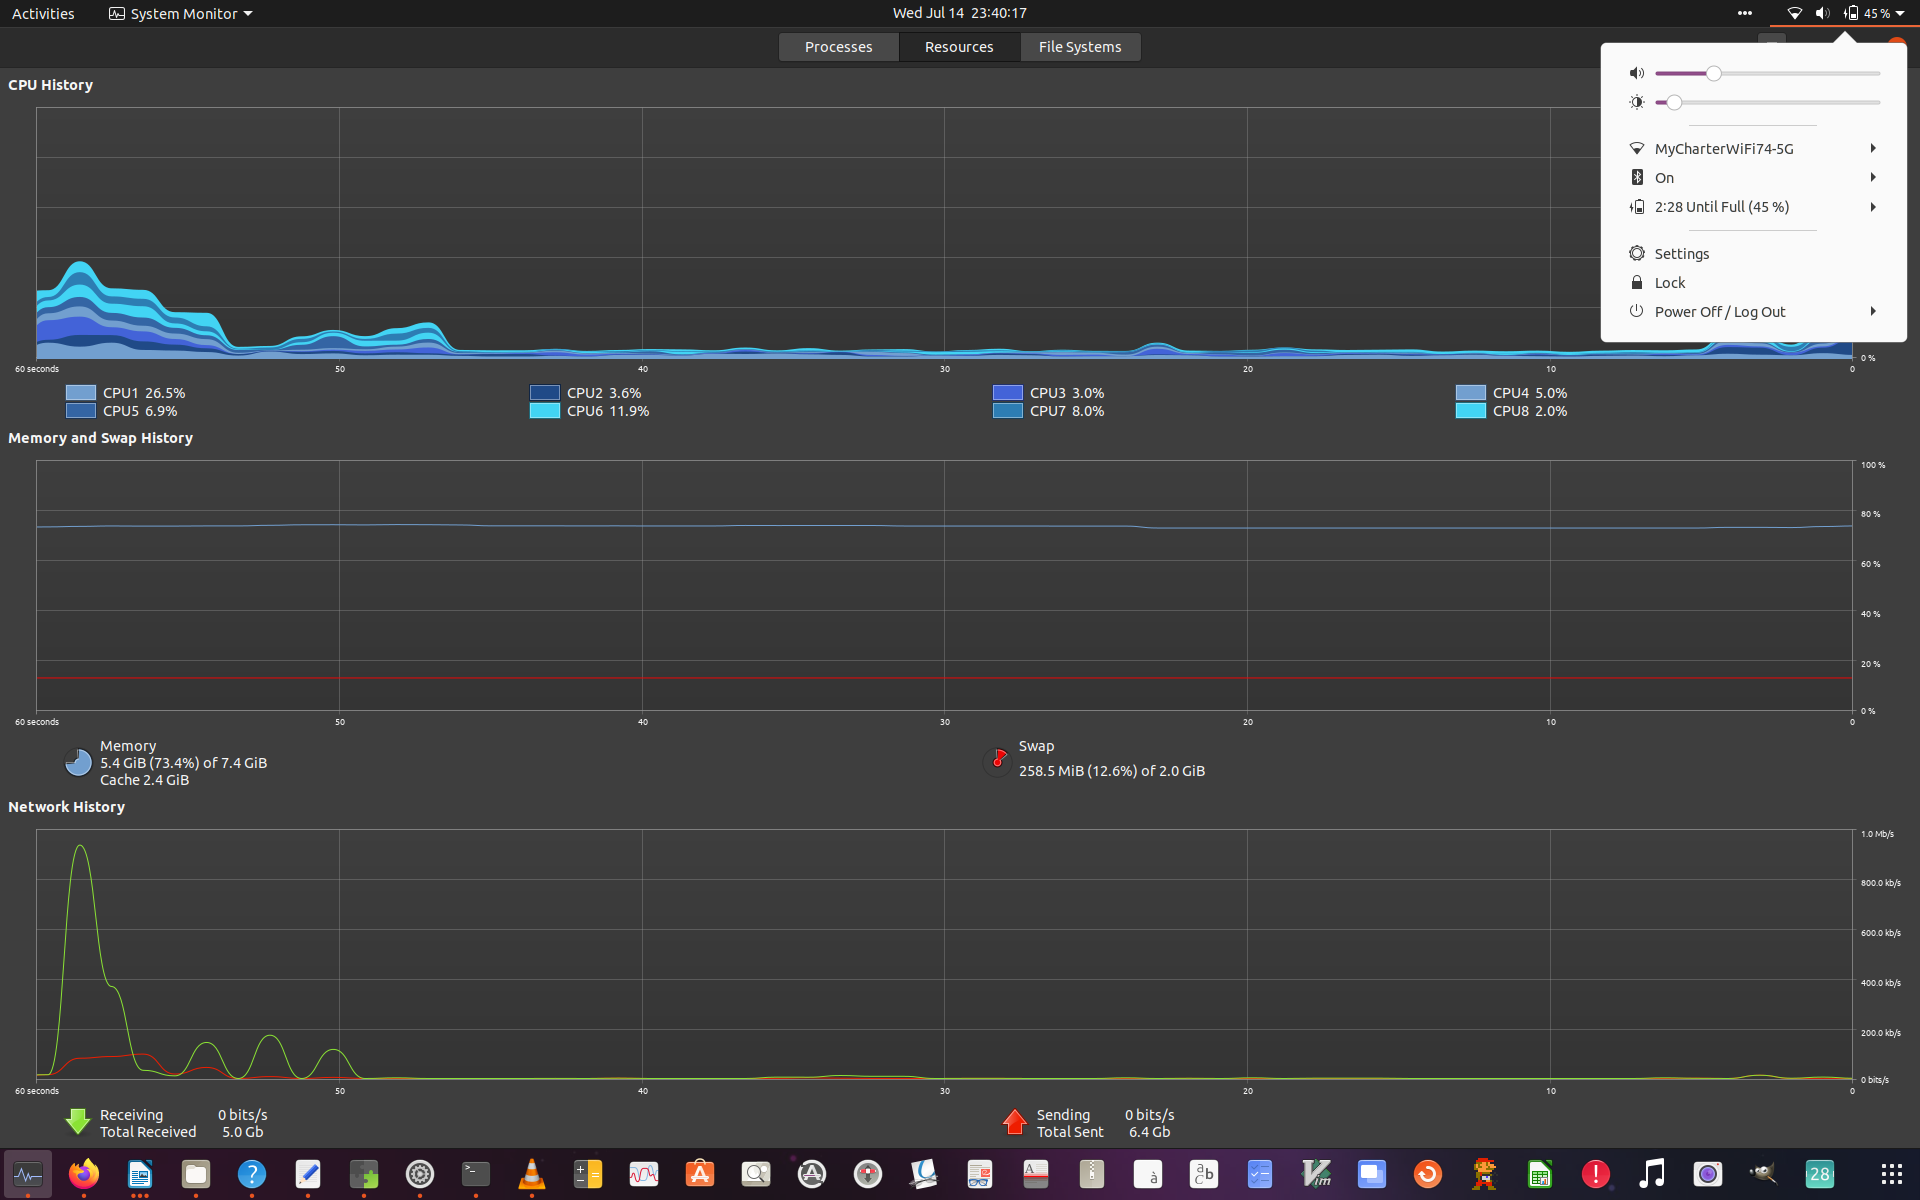 Activities
System Monitor
Wed Jul 14 23:40:17
45 %
Processes
Resources
File Systems
CPU History
MyCharterWiFi74-5G
On
2:28 Until Full (45 %)
Settings
Lock
Power Off / Log Out
0 %
60 seconds 50 40 30 20 10 0
CPU1 26.5% CPU2 3.6% CPU3 3.0% CPU4 5.0%
CPU5 6.9% CPU6 11.9% CPU7 8.0% CPU8 2.0%
Memory and Swap History
100 %
80 %
60 %
40 %
20 %
0 %
60 seconds 50 40 30 20 10 0
Memory
5.4 GiB (73.4%) of 7.4 GiB
Cache 2.4 GiB
Swap
258.5 MiB (12.6%) of 2.0 GiB
Network History
1.0 Mb/s
800.0 kb/s
600.0 kb/s
400.0 kb/s
200.0 kb/s
0 bits/s
60 seconds 50 40 30 20 10 0
Receiving 0 bits/s
Total Received 5.0 Gb
Sending 0 bits/s
Total Sent 6.4 Gb
?
>_
A
A
à
a b c
Vim
!
28